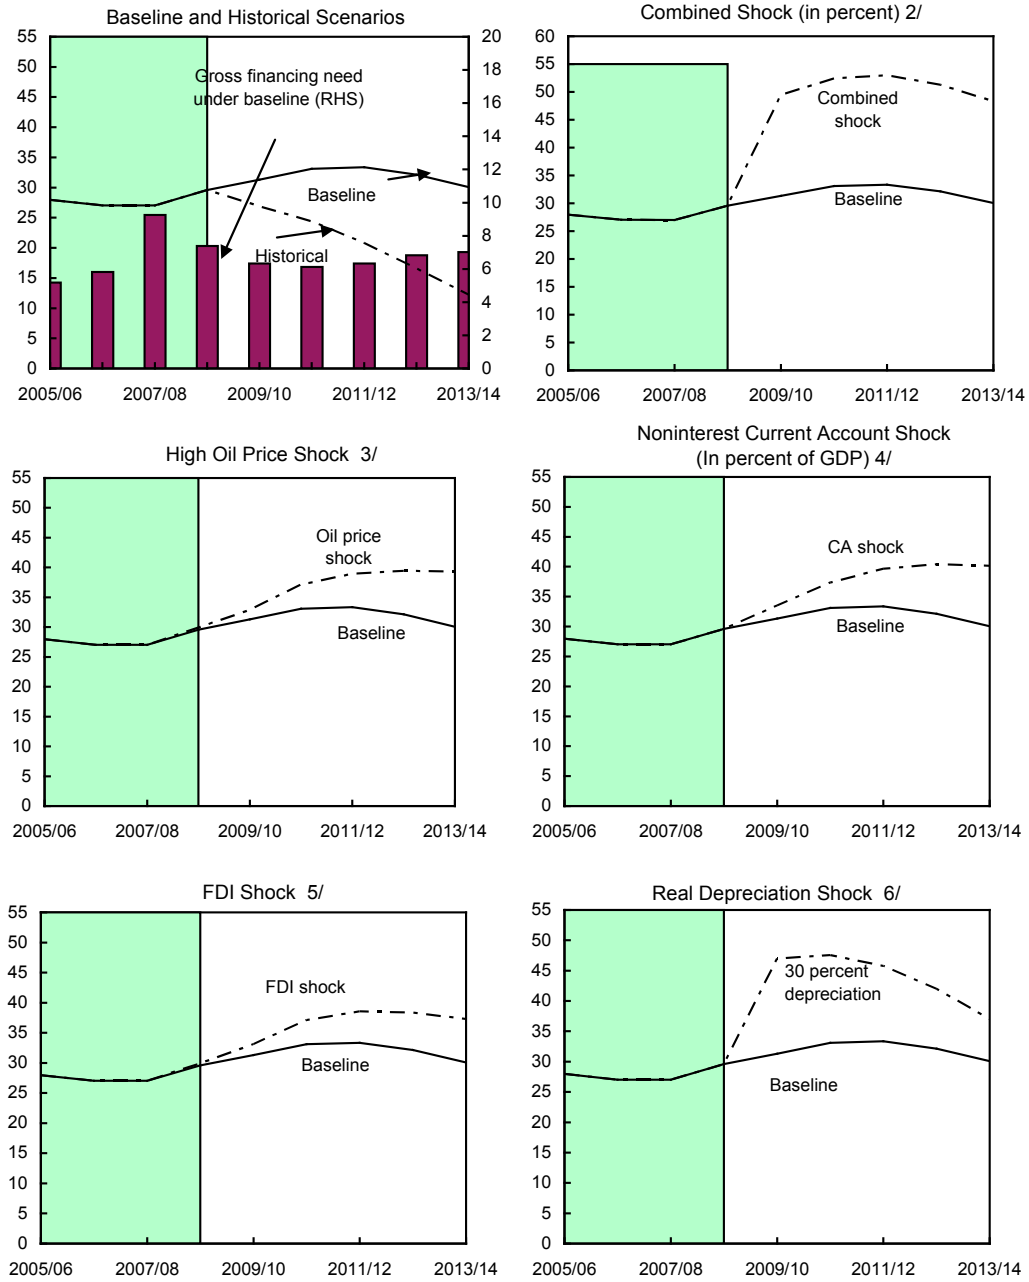 Baseline and Historical Scenarios
55
50
45
40
35
30
25
20
15
10
5
0
20
18
16
14
12
10
8
6
4
2
0
Gross financing need
under baseline (RHS)
Baseline
Historical
2005/06 2007/08 2009/10 2011/12 2013/14
Combined Shock (in percent) 2/
60
55
50
45
40
35
30
25
20
15
10
5
0
Combined
shock
Baseline
2005/06 2007/08 2009/10 2011/12 2013/14
High Oil Price Shock 3/
55
50
45
40
35
30
25
20
15
10
5
0
Oil price
shock
Baseline
2005/06 2007/08 2009/10 2011/12 2013/14
Noninterest Current Account Shock
(In percent of GDP) 4/
55
50
45
40
35
30
25
20
15
10
5
0
CA shock
Baseline
2005/06 2007/08 2009/10 2011/12 2013/14
FDI Shock 5/
55
50
45
40
35
30
25
20
15
10
5
0
FDI shock
Baseline
2005/06 2007/08 2009/10 2011/12 2013/14
Real Depreciation Shock 6/
55
50
45
40
35
30
25
20
15
10
5
0
30 percent
depreciation
Baseline
2005/06 2007/08 2009/10 2011/12 2013/14